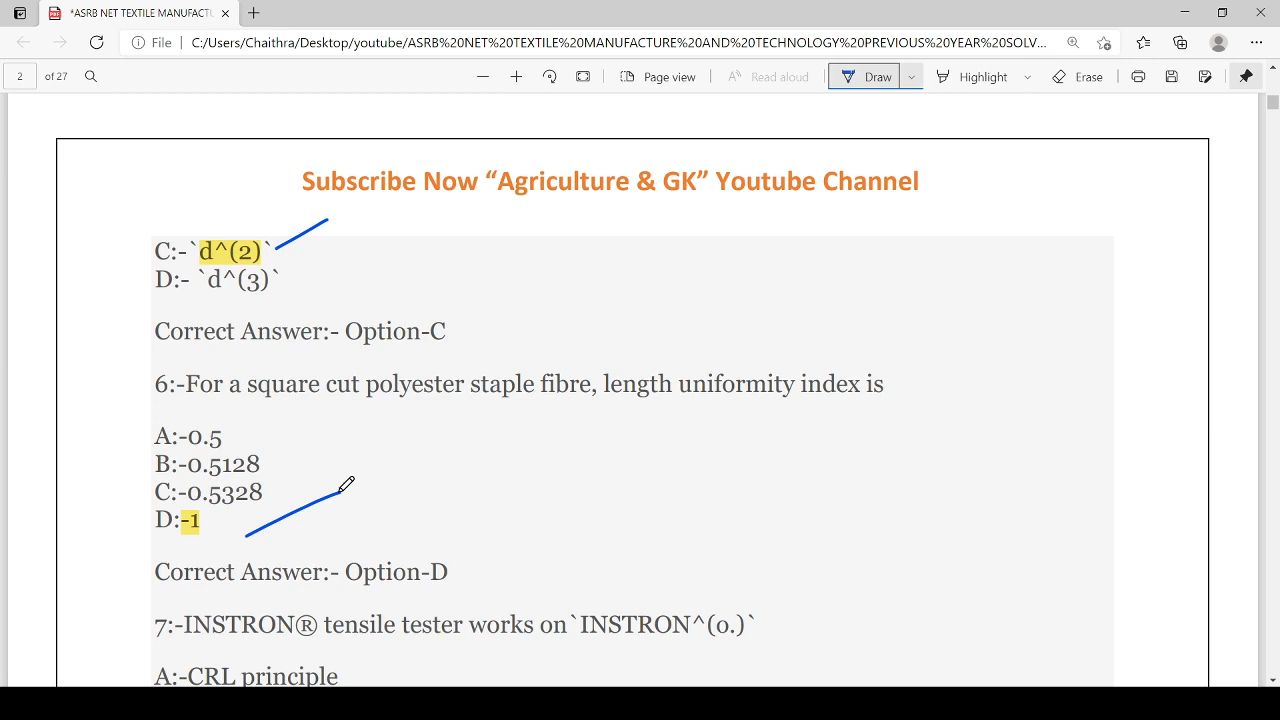 *ASRB NET TEXTILE MANUFACTU
File
C:/Users/Chaithra/Desktop/youtube/ASRB%20NET%20TEXTILE%20MANUFACTURE%20AND%20TECHNOLOGY%20PREVIOUS%20YEAR%20SOLV...
2 of 27
Page view
Read aloud
Draw
Highlight
Erase
Subscribe Now “Agriculture & GK” Youtube Channel
C:-`d^(2)`
D:- `d^(3)`
Correct Answer:- Option-C
6:-For a square cut polyester staple fibre, length uniformity index is
A:-0.5
B:-0.5128
C:-0.5328
D:-1
Correct Answer:- Option-D
7:-INSTRON® tensile tester works on`INSTRON^(o.)`
A:-CRL principle